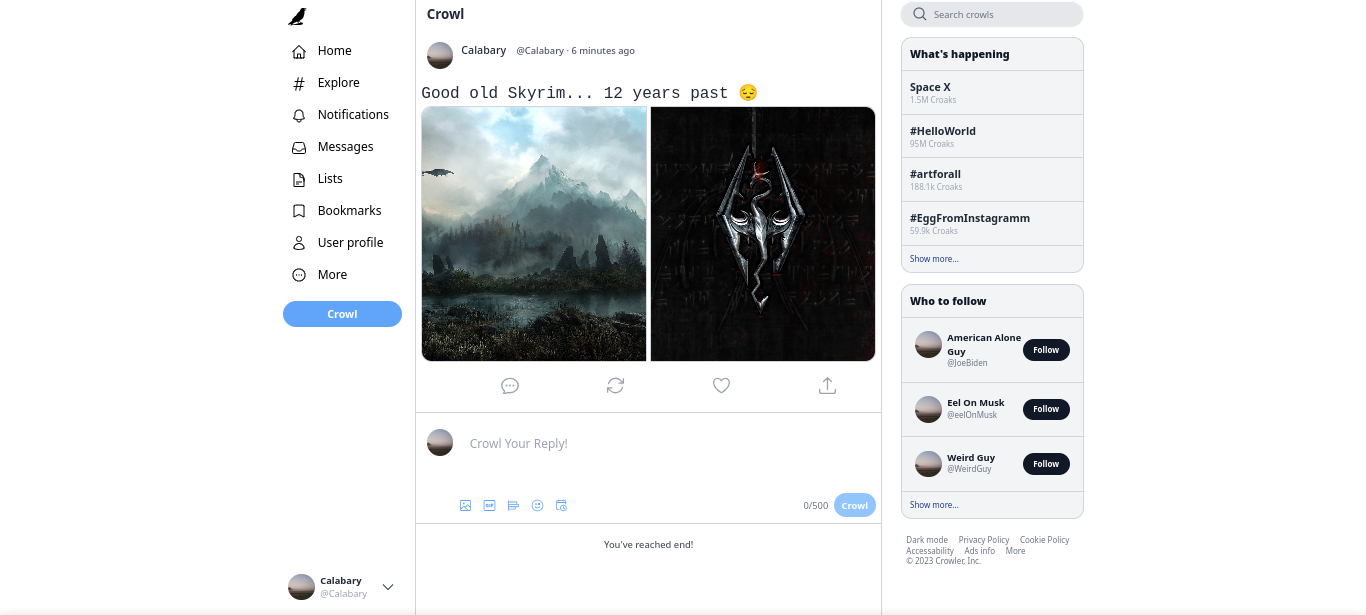 Home
Explore
Notifications
Messages
Lists
Bookmarks
User profile
More
Crowl
Calabary
@Calabary
Crowl
Calabary @Calabary · 6 minutes ago
Good old Skyrim... 12 years past 😔
Crowl Your Reply!
GIF
0/500 Crowl
You've reached end!
Search crowls
What's happening
Space X
1.5M Croaks
#HelloWorld
95M Croaks
#artforall
188.1k Croaks
#EggFromInstagramm
59.9k Croaks
Show more...
Who to follow
American Alone
Guy
@JoeBiden
Follow
Eel On Musk
@eelOnMusk
Follow
Weird Guy
@WeirdGuy
Follow
Show more...
Dark mode Privacy Policy Cookie Policy
Accessability Ads info More
© 2023 Crowler, Inc.